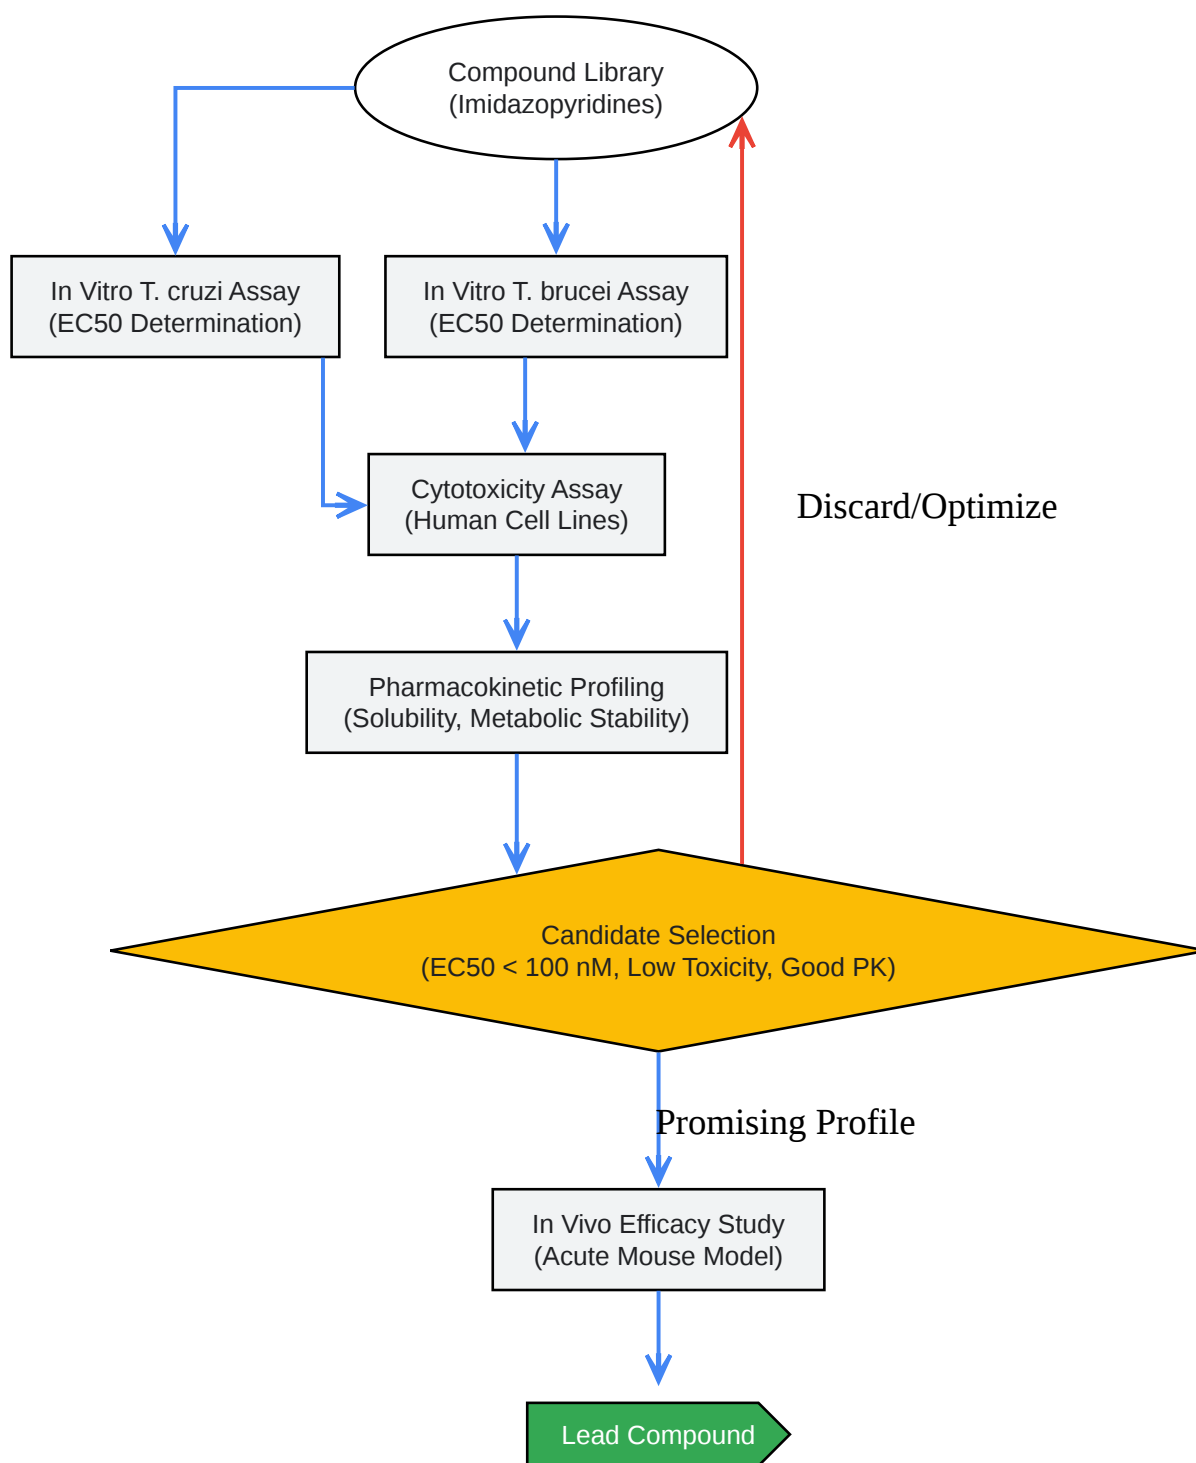 Compound Library
(Imidazopyridines)
In Vitro T. cruzi Assay
(EC50 Determination)
In Vitro T. brucei Assay
(EC50 Determination)
Cytotoxicity Assay
(Human Cell Lines)
Discard/Optimize
Pharmacokinetic Profiling
(Solubility, Metabolic Stability)
Candidate Selection
(EC50 < 100 nM, Low Toxicity, Good PK)
Promising Profile
In Vivo Efficacy Study
(Acute Mouse Model)
Lead Compound